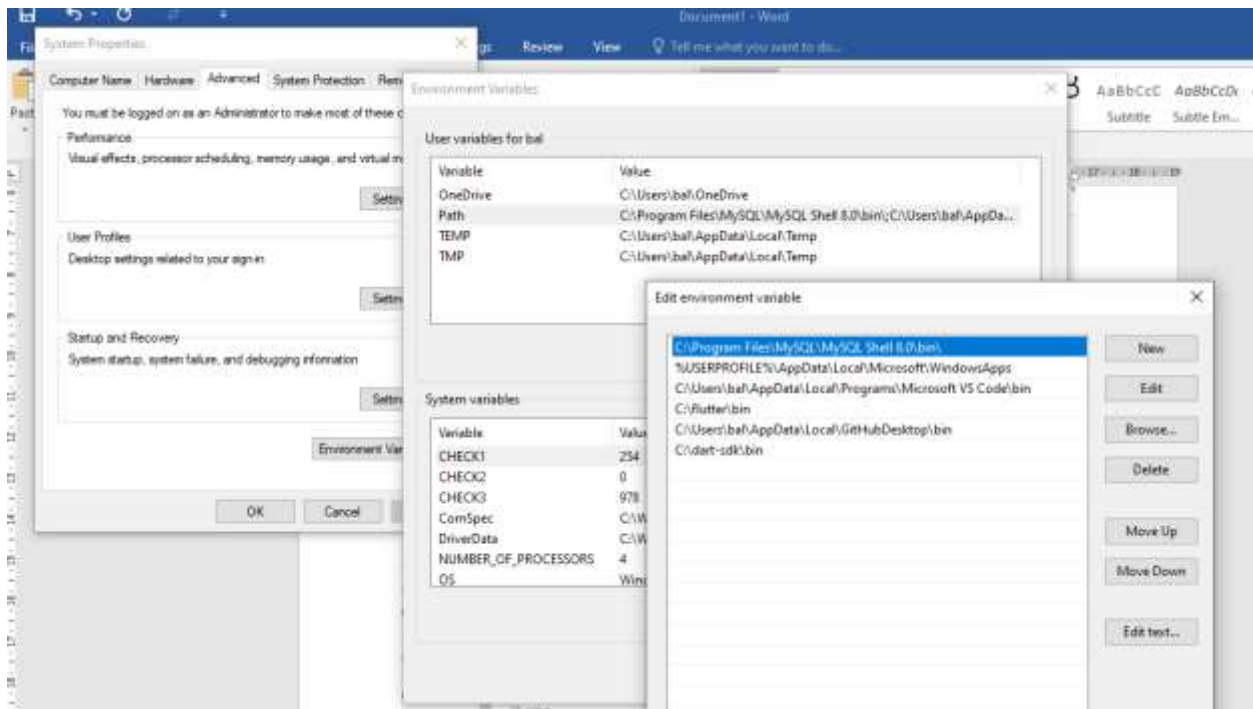 Document1 - Word
Review View Tell me what you want to do...
AaBbCcC AaBbCcDc
Subtitle Subtle Em...
System Properties
Computer Name Hardware Advanced System Protection
You must be logged on as an Administrator to make most of these
Performance
Visual effects, processor scheduling, memory usage, and virtual
User Profiles
Desktop settings related to your sign-in
Startup and Recovery
System startup, system failure, and debugging information
OK Cancel
Environment Variables
User variables for bal
Variable Value
OneDrive C:\Users\bal\OneDrive
Path C:\Program Files\MySQL\MySQL Shell 8.0\bin\;C:\Users\bal\AppDa...
TEMP C:\Users\bal\AppData\Local\Temp
TMP C:\Users\bal\AppData\Local\Temp
System variables
Variable
CHECK1 254
CHECK2 0
CHECK3 978
ComSpec
DriverData
NUMBER_OF_PROCESSORS 4
OS
Edit environment variable
C:\Program Files\MySQL\MySQL Shell 8.0\bin\
%USERPROFILE%\AppData\Local\Microsoft\WindowsApps
C:\Users\bal\AppData\Local\Programs\Microsoft VS Code\bin
C:\flutter\bin
C:\Users\bal\AppData\Local\GitHubDesktop\bin
C:\dart-sdk\bin
New
Edit
Browse...
Delete
Move Up
Move Down
Edit text...